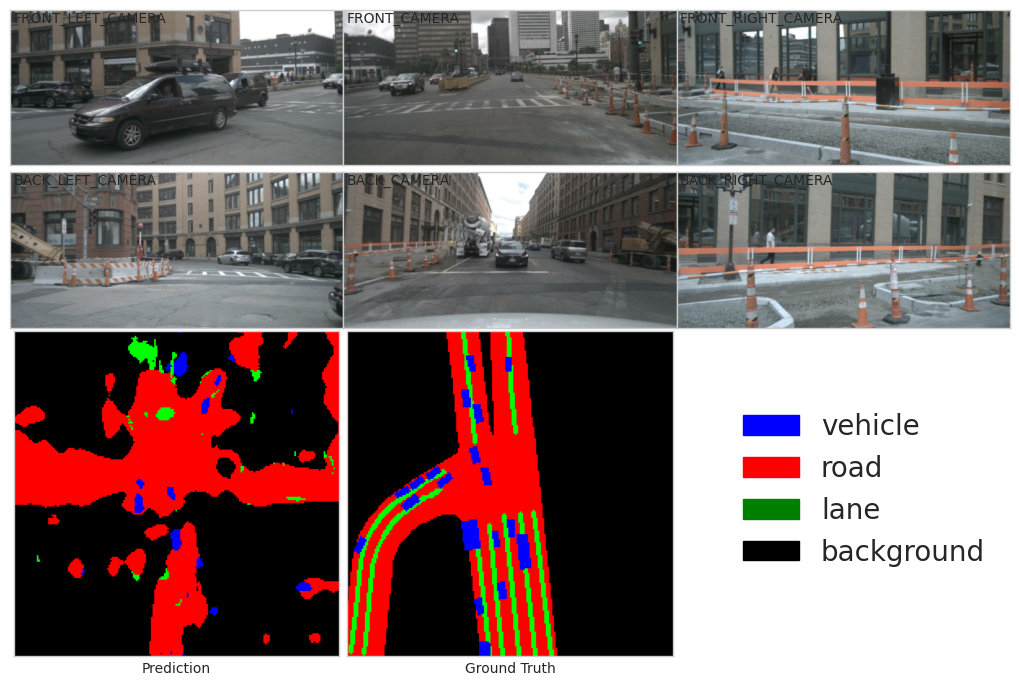 FRONT_LEFT_CAMERA
FRONT_CAMERA
FRONT_RIGHT_CAMERA
BACK_LEFT_CAMERA
BACK_CAMERA
BACK_RIGHT_CAMERA
vehicle
road
lane
background
Prediction
Ground Truth